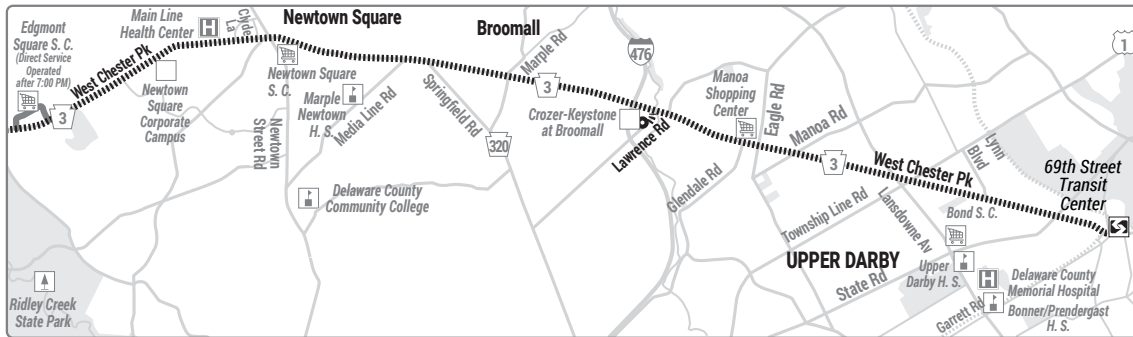 Edgmont
Square S. C.
(Direct Service
Operated
after 7:00 PM)
3
West Chester Pk
Main Line
Health Center
H
Clyde
La
Newtown
Square
Corporate
Campus
Newtown Square
Newtown Square
S. C.
Newtown
Street Rd
Marple
Newtown
H. S.
Media Line Rd
Delaware County
Community College
Ridley Creek
State Park
Broomall
Marple Rd
Springfield Rd
320
3
476
Crozer-Keystone
at Broomall
Lawrence Rd
Manoa
Shopping
Center
Eagle Rd
Manoa Rd
Glendale Rd
3
West Chester Pk
Township Line Rd
UPPER DARBY
State Rd
Lansdowne Av
Lynn
Blvd
Bond S. C.
Upper
Darby H. S.
H
Delaware County
Memorial Hospital
Garrett Rd
Bonner/Prendergast
H. S.
1
69th Street
Transit
Center